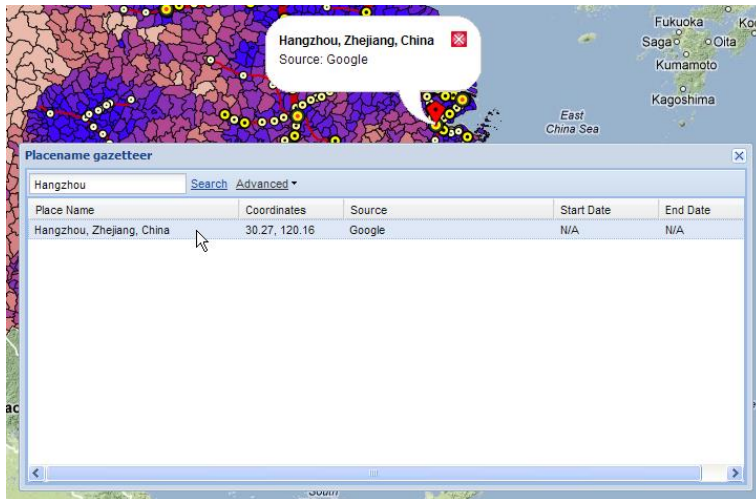 Fukuoka
Saga
Oita
Kumamoto
Kagoshima
East
China Sea
Hangzhou, Zhejiang, China
Source: Google
Placename gazetteer
Hangzhou Search Advanced
Place Name Coordinates Source Start Date End Date
Hangzhou, Zhejiang, China 30.27, 120.16 Google N/A N/A
South